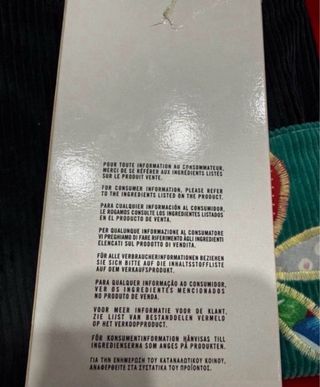 POUR TOUTE INFORMATION AU CONSOMMATEUR,
MERCI DE SE RÉFÉRER AUX INGRÉDIENTS LISTÉS
SUR LE PRODUIT VENTE.
FOR CONSUMER INFORMATION, PLEASE REFER
TO THE INGREDIENTS LISTED ON THE PRODUCT.
PARA CUALQUIER INFORMACIÓN AL CONSUMIDOR,
LE ROGAMOS CONSULTE LOS INGREDIENTES LISTADOS
EN EL PRODUCTO DE VENTA.
PER QUALUNQUE INFORMAZIONE AL CONSUMATORE
VI PREGHIAMO DI FARE RIFERIMENTO AGLI INGREDIENTI
ELENCATI SUL PRODOTTO DI VENDITA.
FÜR ALLE VERBRAUCHERINFORMATIONEN BEZIEHEN
SIE SICH BITTE AUF DIE INHALTSSTOFFLISTE
AUF DEM VERKAUFSPRODUKT.
PARA QUALQUER INFORMAÇÃO AO CONSUMIDOR,
VER OS INGREDIENTES MENCIONADOS
NO PRODUTO DE VENDA.
VOOR MEER INFORMATIE VOOR DE KLANT,
ZIE LIJST VAN BESTANDDELEN VERMELD
OP HET VERKOOPPRODUCT.
FÖR KONSUMENTINFORMATION HÄNVISAS TILL
INGREDIENSERNA SOM ANGES PÅ PRODUKTEN.
ΓΙΑ ΤΗΝ ΕΝΗΜΕΡΩΣΗ ΤΟΥ ΚΑΤΑΝΑΛΩΤΙΚΟΥ ΚΟΙΝΟΥ,
ΑΝΑΦΕΡΘΕΙΤΕ ΣΤΑ ΣΥΣΤΑΤΙΚΑ ΤΟΥ ΠΡΟΪΟΝΤΟΣ.